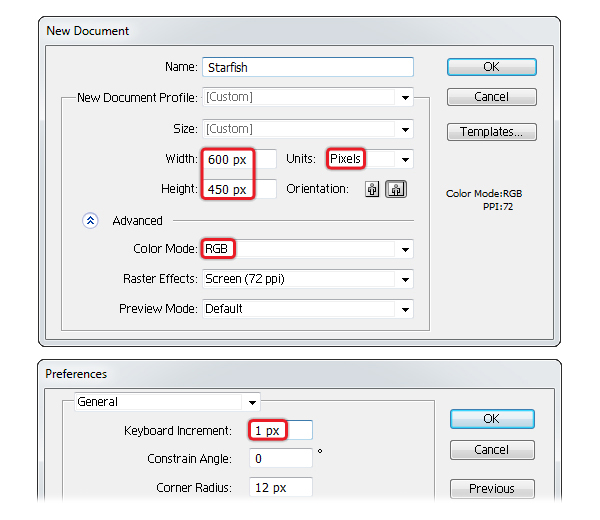 New Document
Name: Starfish OK
New Document Profile: [Custom] Cancel
Size: [Custom] Templates...
Width: 600 px Units: Pixels
Height: 450 px Orientation:
Color Mode:RGB
PPI:72
Advanced
Color Mode: RGB
Raster Effects: Screen (72 ppi)
Preview Mode: Default
Preferences
General
OK
Keyboard Increment: 1 px
Cancel
Constrain Angle: 0 °
Corner Radius: 12 px Previous